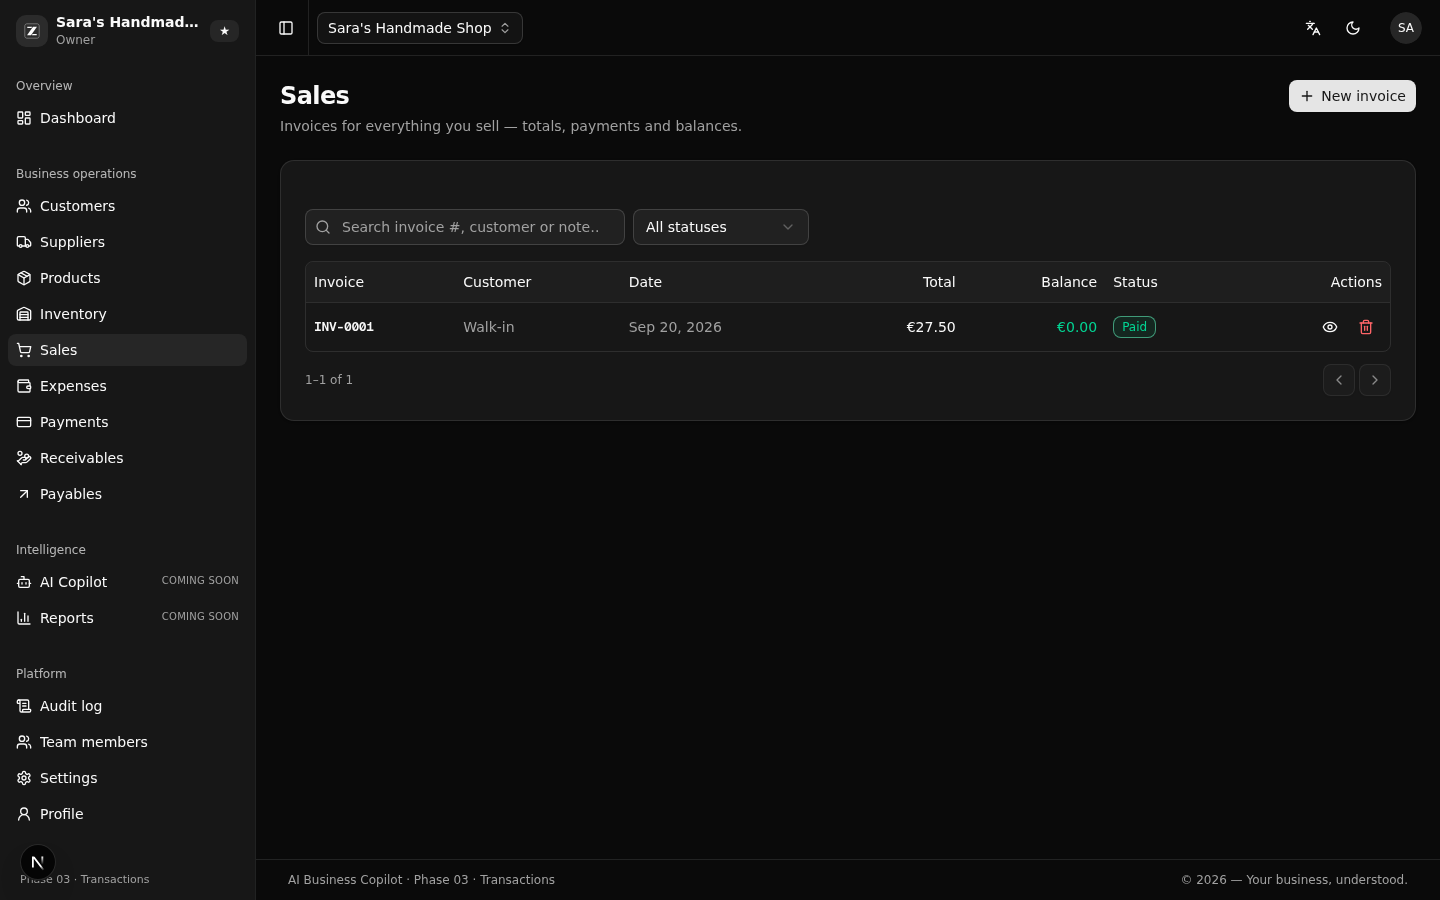 Sara's Handmad...
Owner
★
Overview
Dashboard
Business operations
Customers
Suppliers
Products
Inventory
Sales
Expenses
Payments
Receivables
Payables
Intelligence
AI Copilot COMING SOON
Reports COMING SOON
Platform
Audit log
Team members
Settings
Profile
N
Phase 03 · Transactions
Sara's Handmade Shop
SA
Sales
Invoices for everything you sell — totals, payments and balances.
New invoice
Search invoice #, customer or note..
All statuses
Invoice Customer Date Total Balance Status Actions
INV-0001 Walk-in Sep 20, 2026 €27.50 €0.00 Paid
1–1 of 1
AI Business Copilot · Phase 03 · Transactions
© 2026 — Your business, understood.